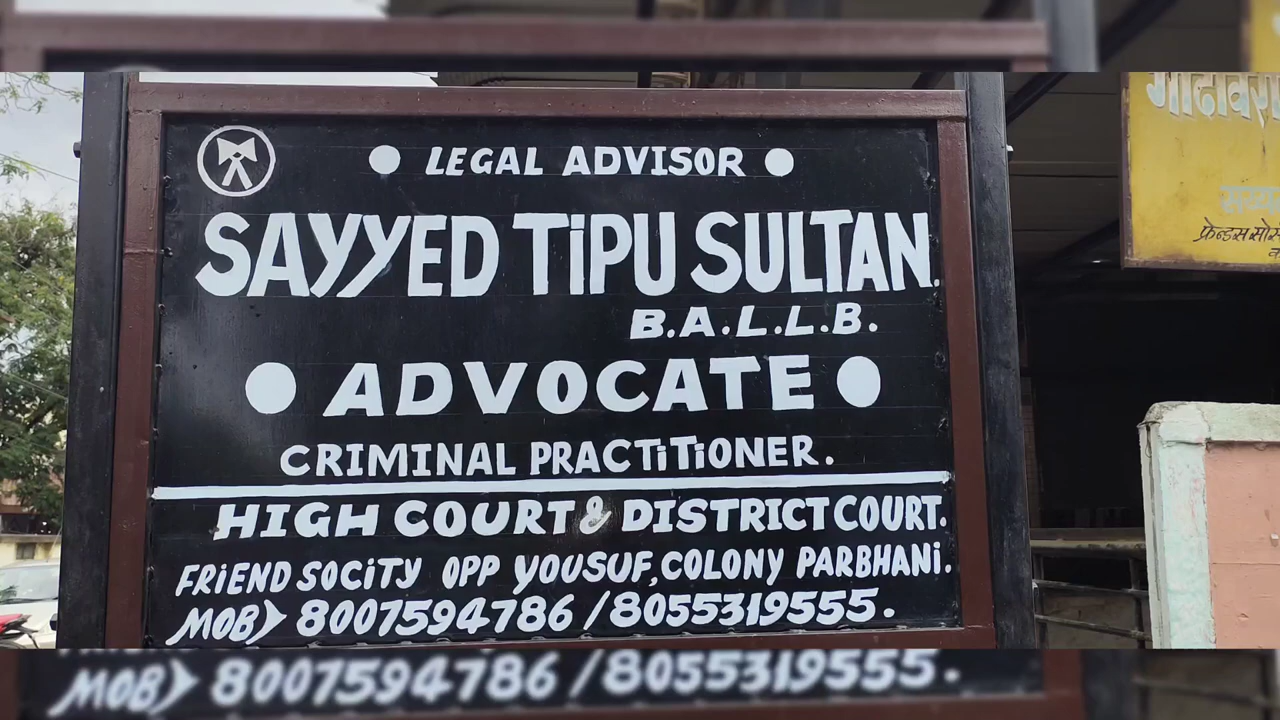 LEGAL ADVISOR
SAYYED TiPU SULTAN.
B.A.L.L.B.
ADVOCATE
CRIMINAL PRACTiTiONER.
HIGH COURT & DISTRICT COURT.
FRiEND SOCiTY OPP YOUSUF, COLONY PARBHANi.
MOB 8007594786 / 8055319555.
MOB 8007594786 / 8055319555.